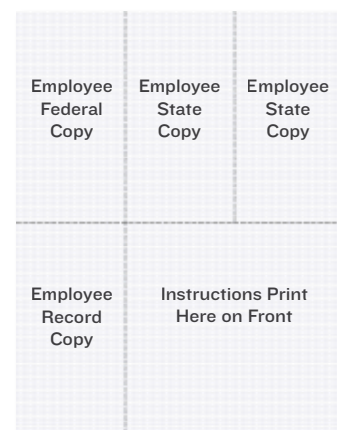 Employee
Federal
Copy
Employee
State
Copy
Employee
State
Copy
Employee
Record
Copy
Instructions Print
Here on Front